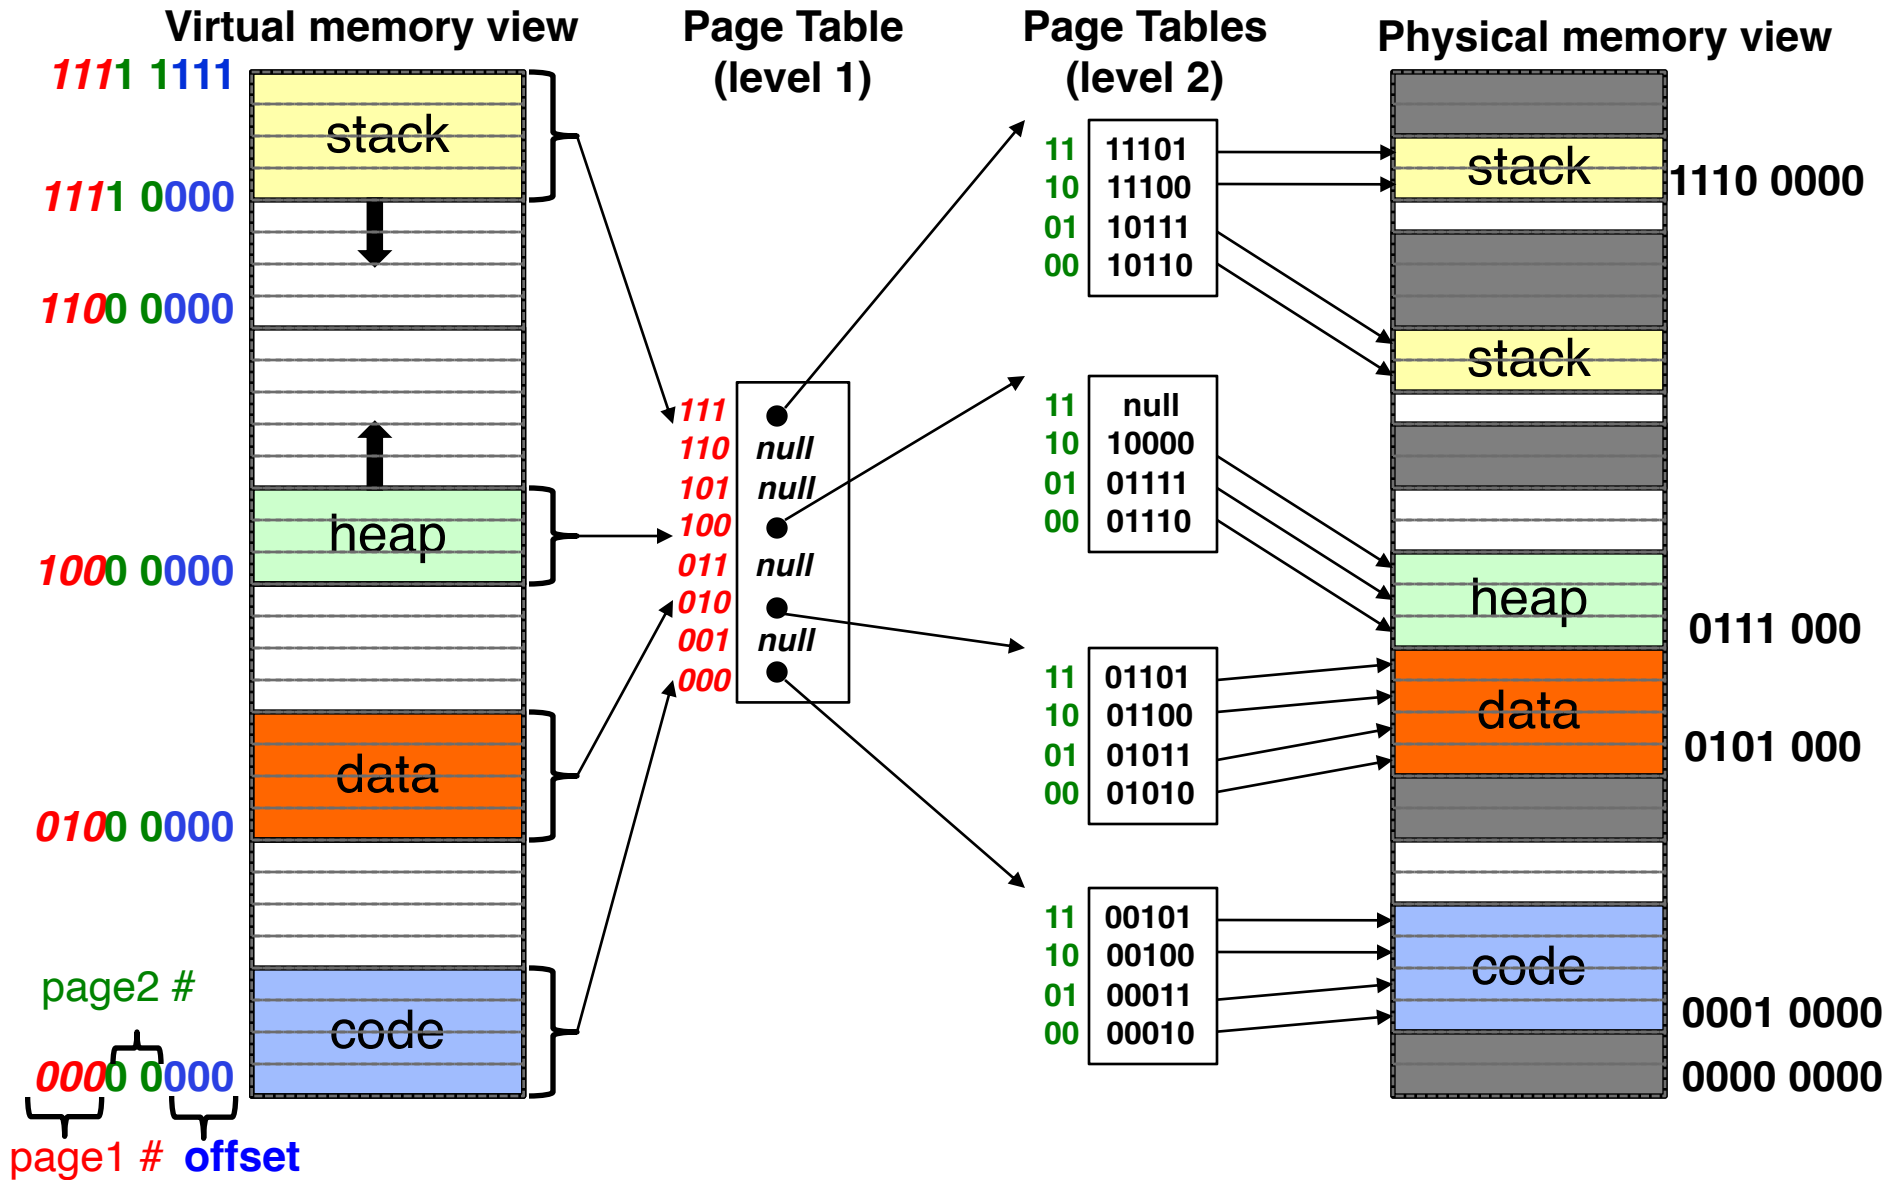 Virtual memory view
Page Table
(level 1)
Page Tables
(level 2)
Physical memory view
1111 1111
stack
1111 0000
1100 0000
heap
1000 0000
data
0100 0000
page2 #
code
0000 0000
page1 #
offset
111
110 null
101 null
100
011 null
010
001 null
000
11 11101
10 11100
01 10111
00 10110
11 null
10 10000
01 01111
00 01110
11 01101
10 01100
01 01011
00 01010
11 00101
10 00100
01 00011
00 00010
stack
1110 0000
stack
heap
0111 000
data
0101 000
code
0001 0000
0000 0000